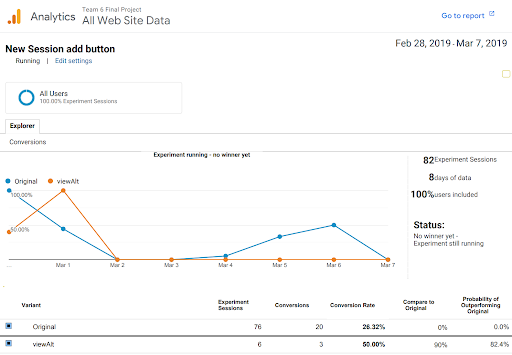 Analytics
Team 6 Final Project
All Web Site Data
Go to report
New Session add button
Feb 28, 2019 - Mar 7, 2019
Running | Edit settings
All Users
100.00% Experiment Sessions
Explorer
Conversions
Experiment running - no winner yet
82 Experiment Sessions
8 days of data
100% users included
Status:
No winner yet -
Experiment still running
Original viewAlt
100.00%
50.00%
... Mar 1 Mar 2 Mar 3 Mar 4 Mar 5 Mar 6 Mar 7
Variant Experiment Sessions Conversions Conversion Rate Compare to Original Probability of Outperforming Original
Original 76 20 26.32% 0% 0.0%
viewAlt 6 3 50.00% 90% 82.4%